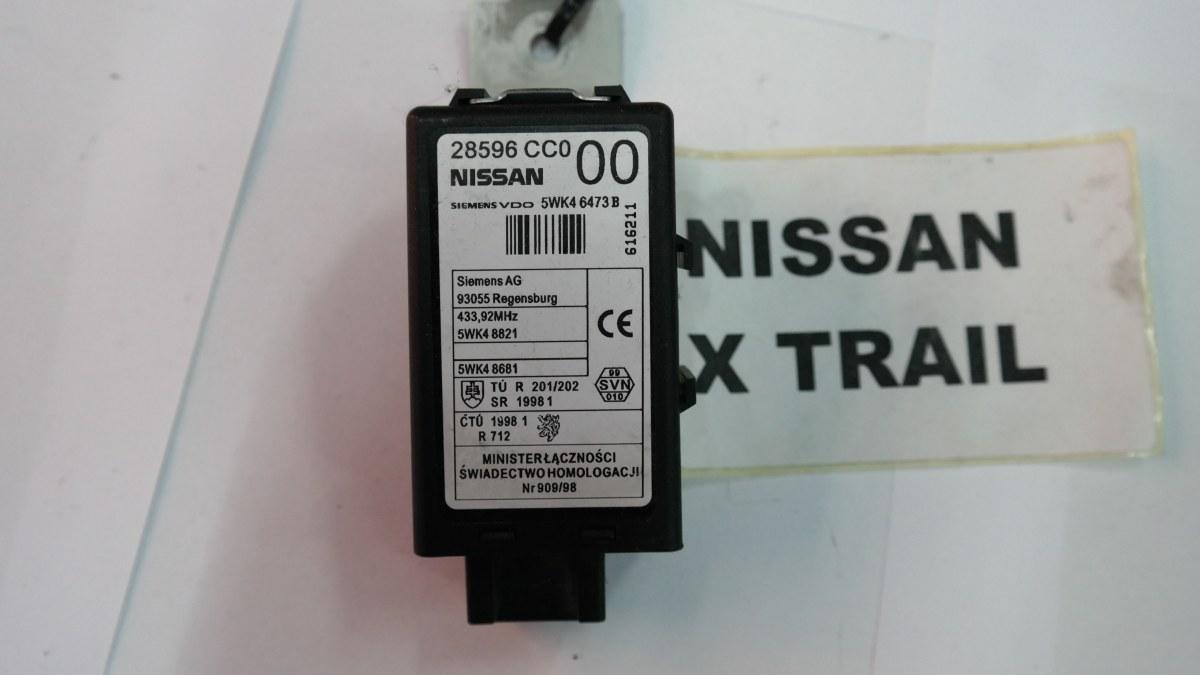 28596 CC0 00
NISSAN
SIEMENS VDO 5WK4 6473 B
616211
Siemens AG
93055 Regensburg
433,92MHz
5WK4 8821
5WK4 8681
CE
TÚ R 201/202
SR 1998 1
99
SVN
010
ČTÚ 1998 1
R 712
MINISTER ŁĄCZNOŚCI
ŚWIADECTWO HOMOLOGACJI
Nr 909/98
NISSAN
X TRAIL